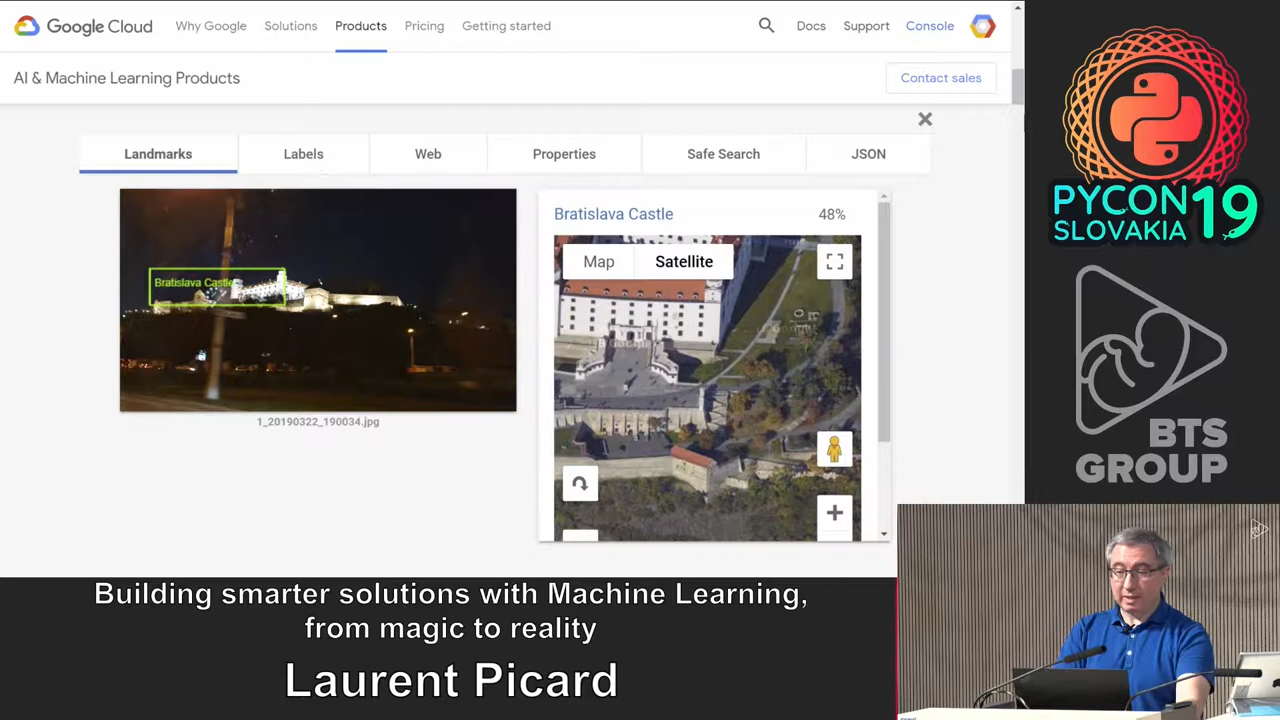 Google Cloud
Why Google
Solutions
Products
Pricing
Getting started
Docs
Support
Console
AI & Machine Learning Products
Contact sales
Landmarks
Labels
Web
Properties
Safe Search
JSON
Bratislava Castle
1_20190322_190034.jpg
Bratislava Castle
48%
Map
Satellite
PYCON
SLOVAKIA
19
BTS
GROUP
Building smarter solutions with Machine Learning,
from magic to reality
Laurent Picard